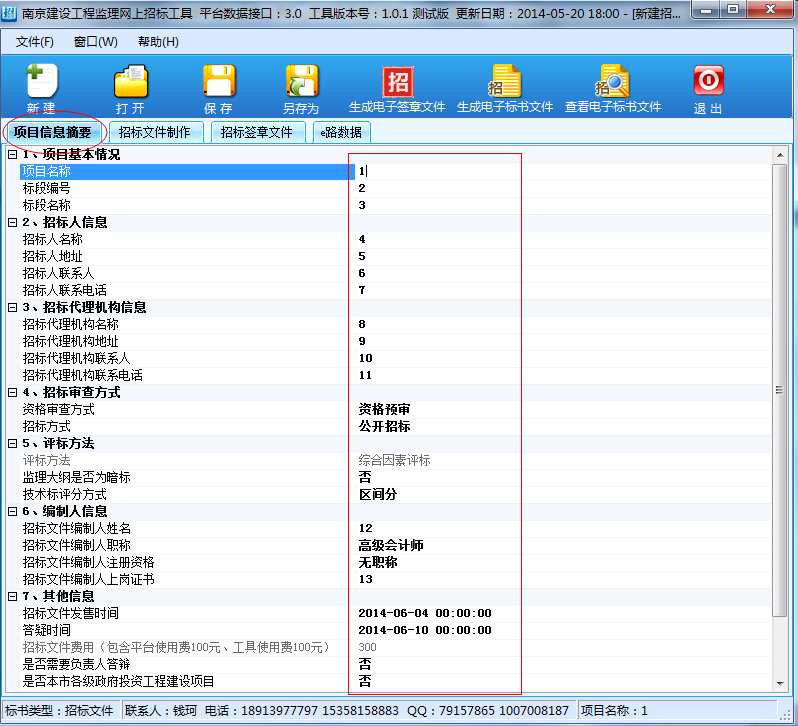 南京建设工程监理网上招标工具 平台数据接口：3.0 工具版本号：1.0.1 测试版 更新日期：2014-05-20 18:00 - [新建招...
文件(F) 窗口(W) 帮助(H)
新 建 打 开 保 存 另存为 招 生成电子签章文件 招 生成电子标书文件 招 查看电子标书文件 退 出
项目信息摘要 招标文件制作 招标签章文件 e路数据
1、项目基本情况
项目名称 1
标段编号 2
标段名称 3
2、招标人信息
招标人名称 4
招标人地址 5
招标人联系人 6
招标人联系电话 7
3、招标代理机构信息
招标代理机构名称 8
招标代理机构地址 9
招标代理机构联系人 10
招标代理机构联系电话 11
4、招标审查方式
资格审查方式 资格预审
招标方式 公开招标
5、评标方法
评标方法 综合因素评标
监理大纲是否为暗标 否
技术标评分方式 区间分
6、编制人信息
招标文件编制人姓名 12
招标文件编制人职称 高级会计师
招标文件编制人注册资格 无职称
招标文件编制人上岗证书 13
7、其他信息
招标文件发售时间 2014-06-04 00:00:00
答疑时间 2014-06-10 00:00:00
招标文件费用（包含平台使用费100元、工具使用费100元） 300
是否需要负责人答辩 否
是否本市各级政府投资工程建设项目 否
标书类型：招标文件 联系人：钱珂 电话：18913977797 15358158883 QQ：79157865 1007008187 项目名称：1